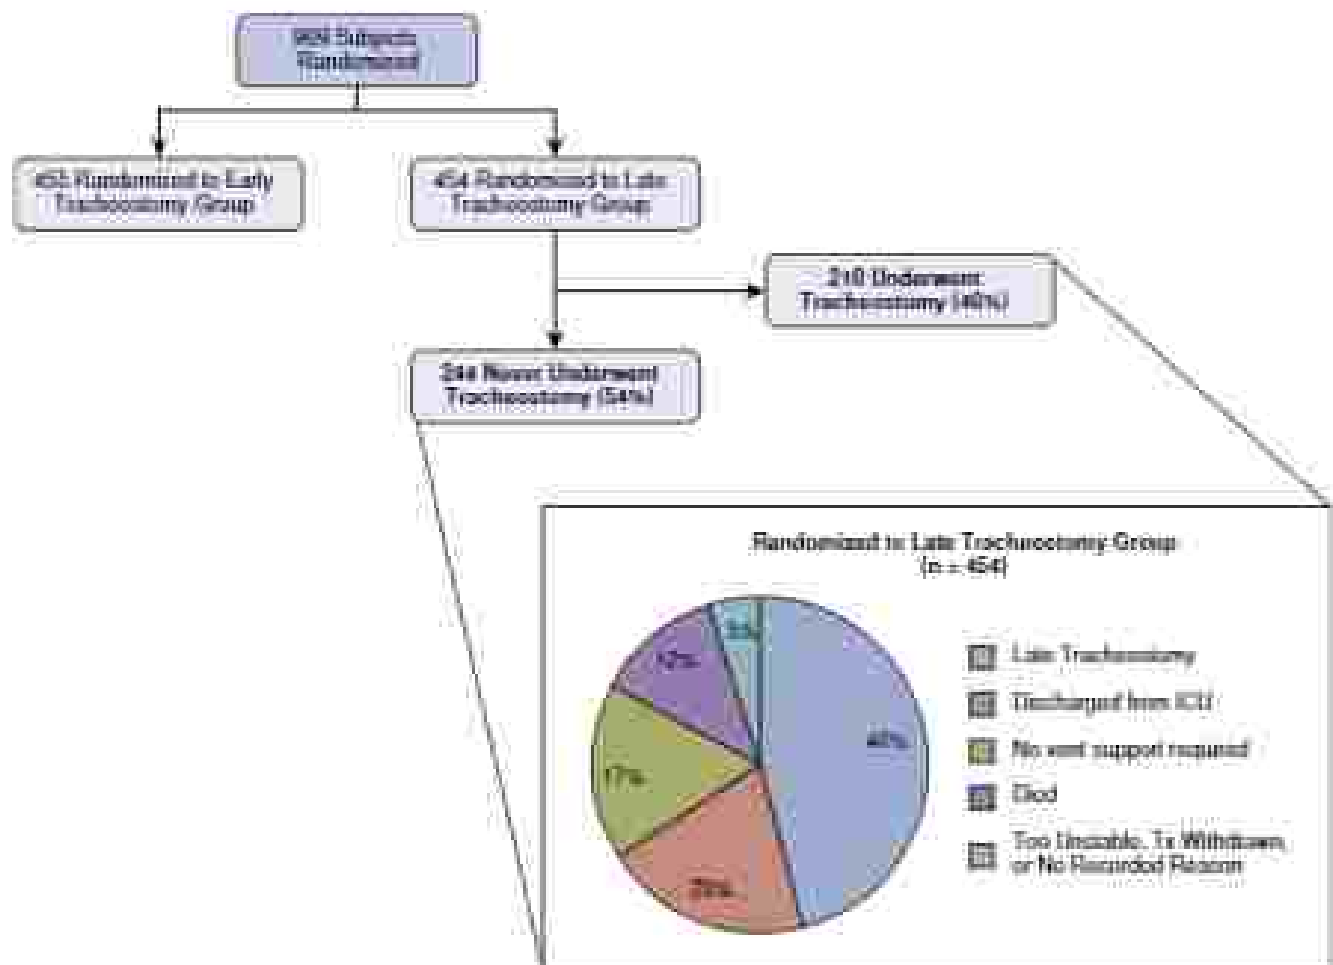 909 Subjects
Randomized
455 Randomized to Early
Tracheostomy Group
454 Randomized to Late
Tracheostomy Group
210 Underwent
Tracheostomy (46%)
244 Never Underwent
Tracheostomy (54%)
Randomized to Late Tracheostomy Group
(n = 454)
12%
17%
46%
Late Tracheostomy
Discharged from ICU
No vent support required
Died
Too Unstable, Tx Withdrawn,
or No Recorded Reason